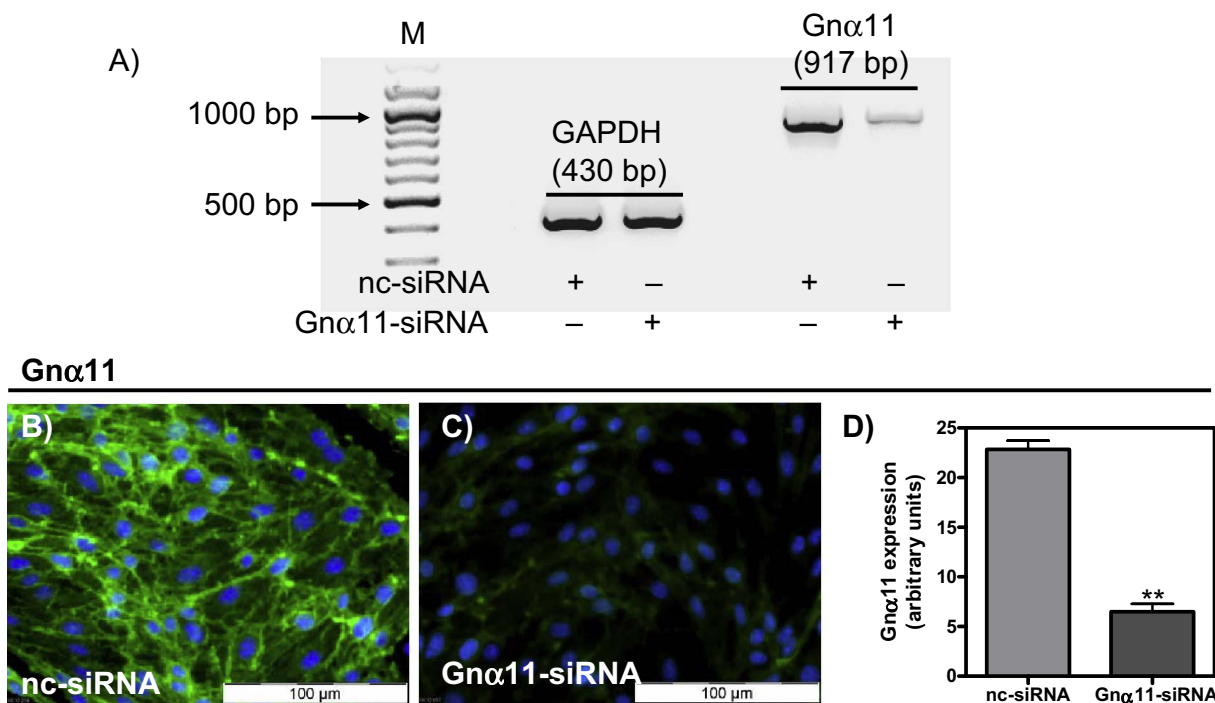 A)
M
1000 bp
500 bp
GAPDH
(430 bp)
Gnα11
(917 bp)
nc-siRNA + – + –
Gnα11-siRNA – + – +
Gnα11
B)
nc-siRNA
100 µm
C)
Gnα11-siRNA
100 µm
D)
Gnα11 expression
(arbitrary units)
25
20
15
10
5
0
**
nc-siRNA Gnα11-siRNA